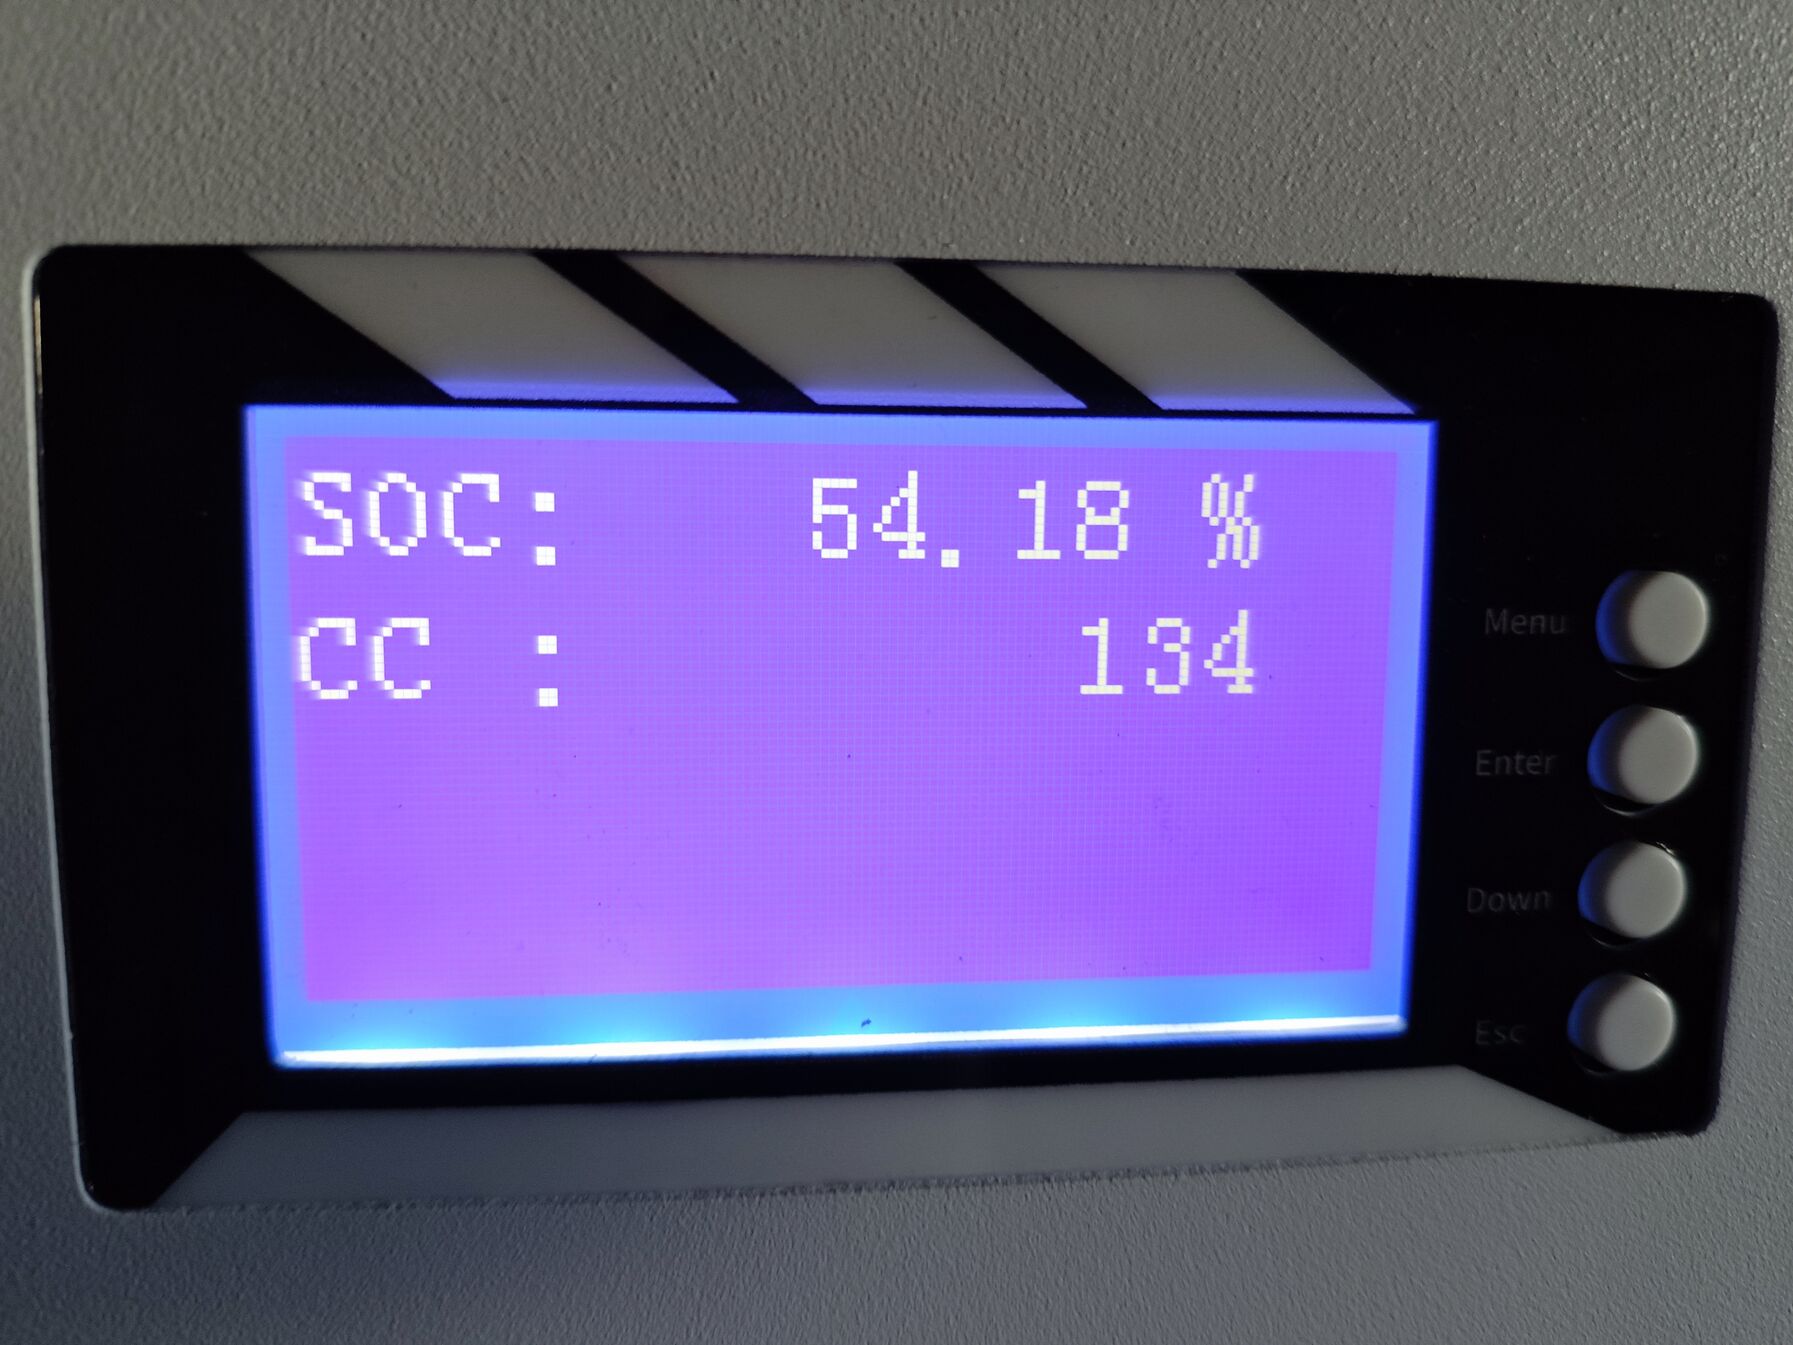 SOC: 54.18 %
CC : 134
Menu
Enter
Down
Esc